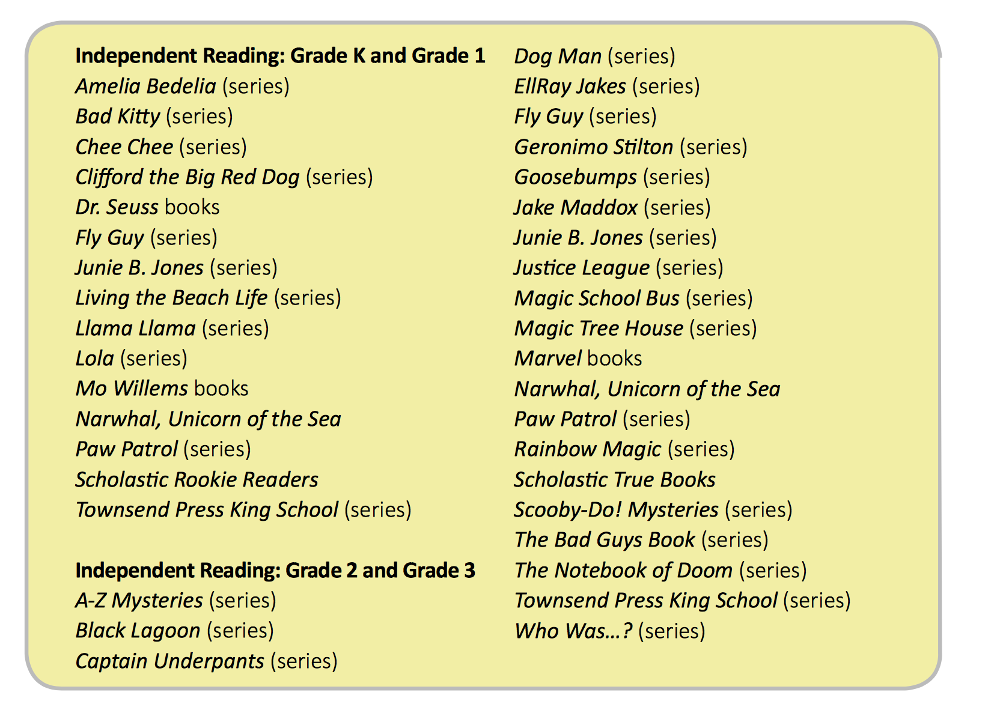 Independent Reading: Grade K and Grade 1
Amelia Bedelia (series)
Bad Kitty (series)
Chee Chee (series)
Clifford the Big Red Dog (series)
Dr. Seuss books
Fly Guy (series)
Junie B. Jones (series)
Living the Beach Life (series)
Llama Llama (series)
Lola (series)
Mo Willems books
Narwhal, Unicorn of the Sea
Paw Patrol (series)
Scholastic Rookie Readers
Townsend Press King School (series)
Independent Reading: Grade 2 and Grade 3
A-Z Mysteries (series)
Black Lagoon (series)
Captain Underpants (series)
Dog Man (series)
EllRay Jakes (series)
Fly Guy (series)
Geronimo Stilton (series)
Goosebumps (series)
Jake Maddox (series)
Junie B. Jones (series)
Justice League (series)
Magic School Bus (series)
Magic Tree House (series)
Marvel books
Narwhal, Unicorn of the Sea
Paw Patrol (series)
Rainbow Magic (series)
Scholastic True Books
Scooby-Do! Mysteries (series)
The Bad Guys Book (series)
The Notebook of Doom (series)
Townsend Press King School (series)
Who Was...? (series)